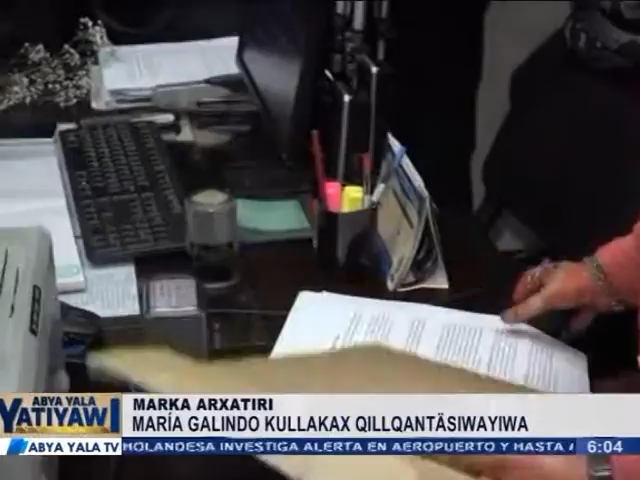 ABYA YALA
YATIYAWI
MARKA ARXATIRI
MARÍA GALINDO KULLAKAX QILLQANTÄSIWAYIWA
ABYA YALA TV
HOLANDESA INVESTIGA ALERTA EN AEROPUERTO Y HASTA
6:04